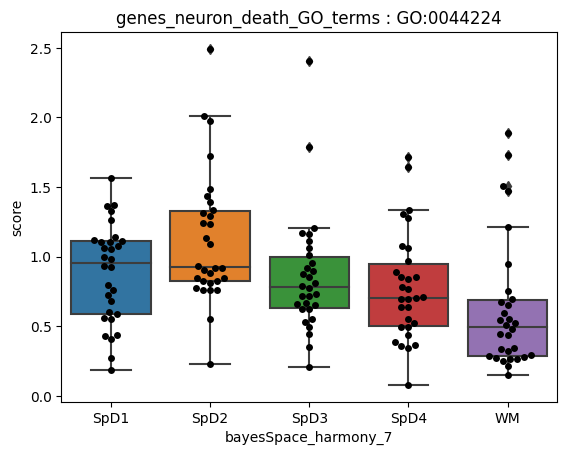 genes_neuron_death_GO_terms : GO:0044224
2.5
2.0
1.5
1.0
0.5
0.0
score
SpD1 SpD2 SpD3 SpD4 WM
bayesSpace_harmony_7